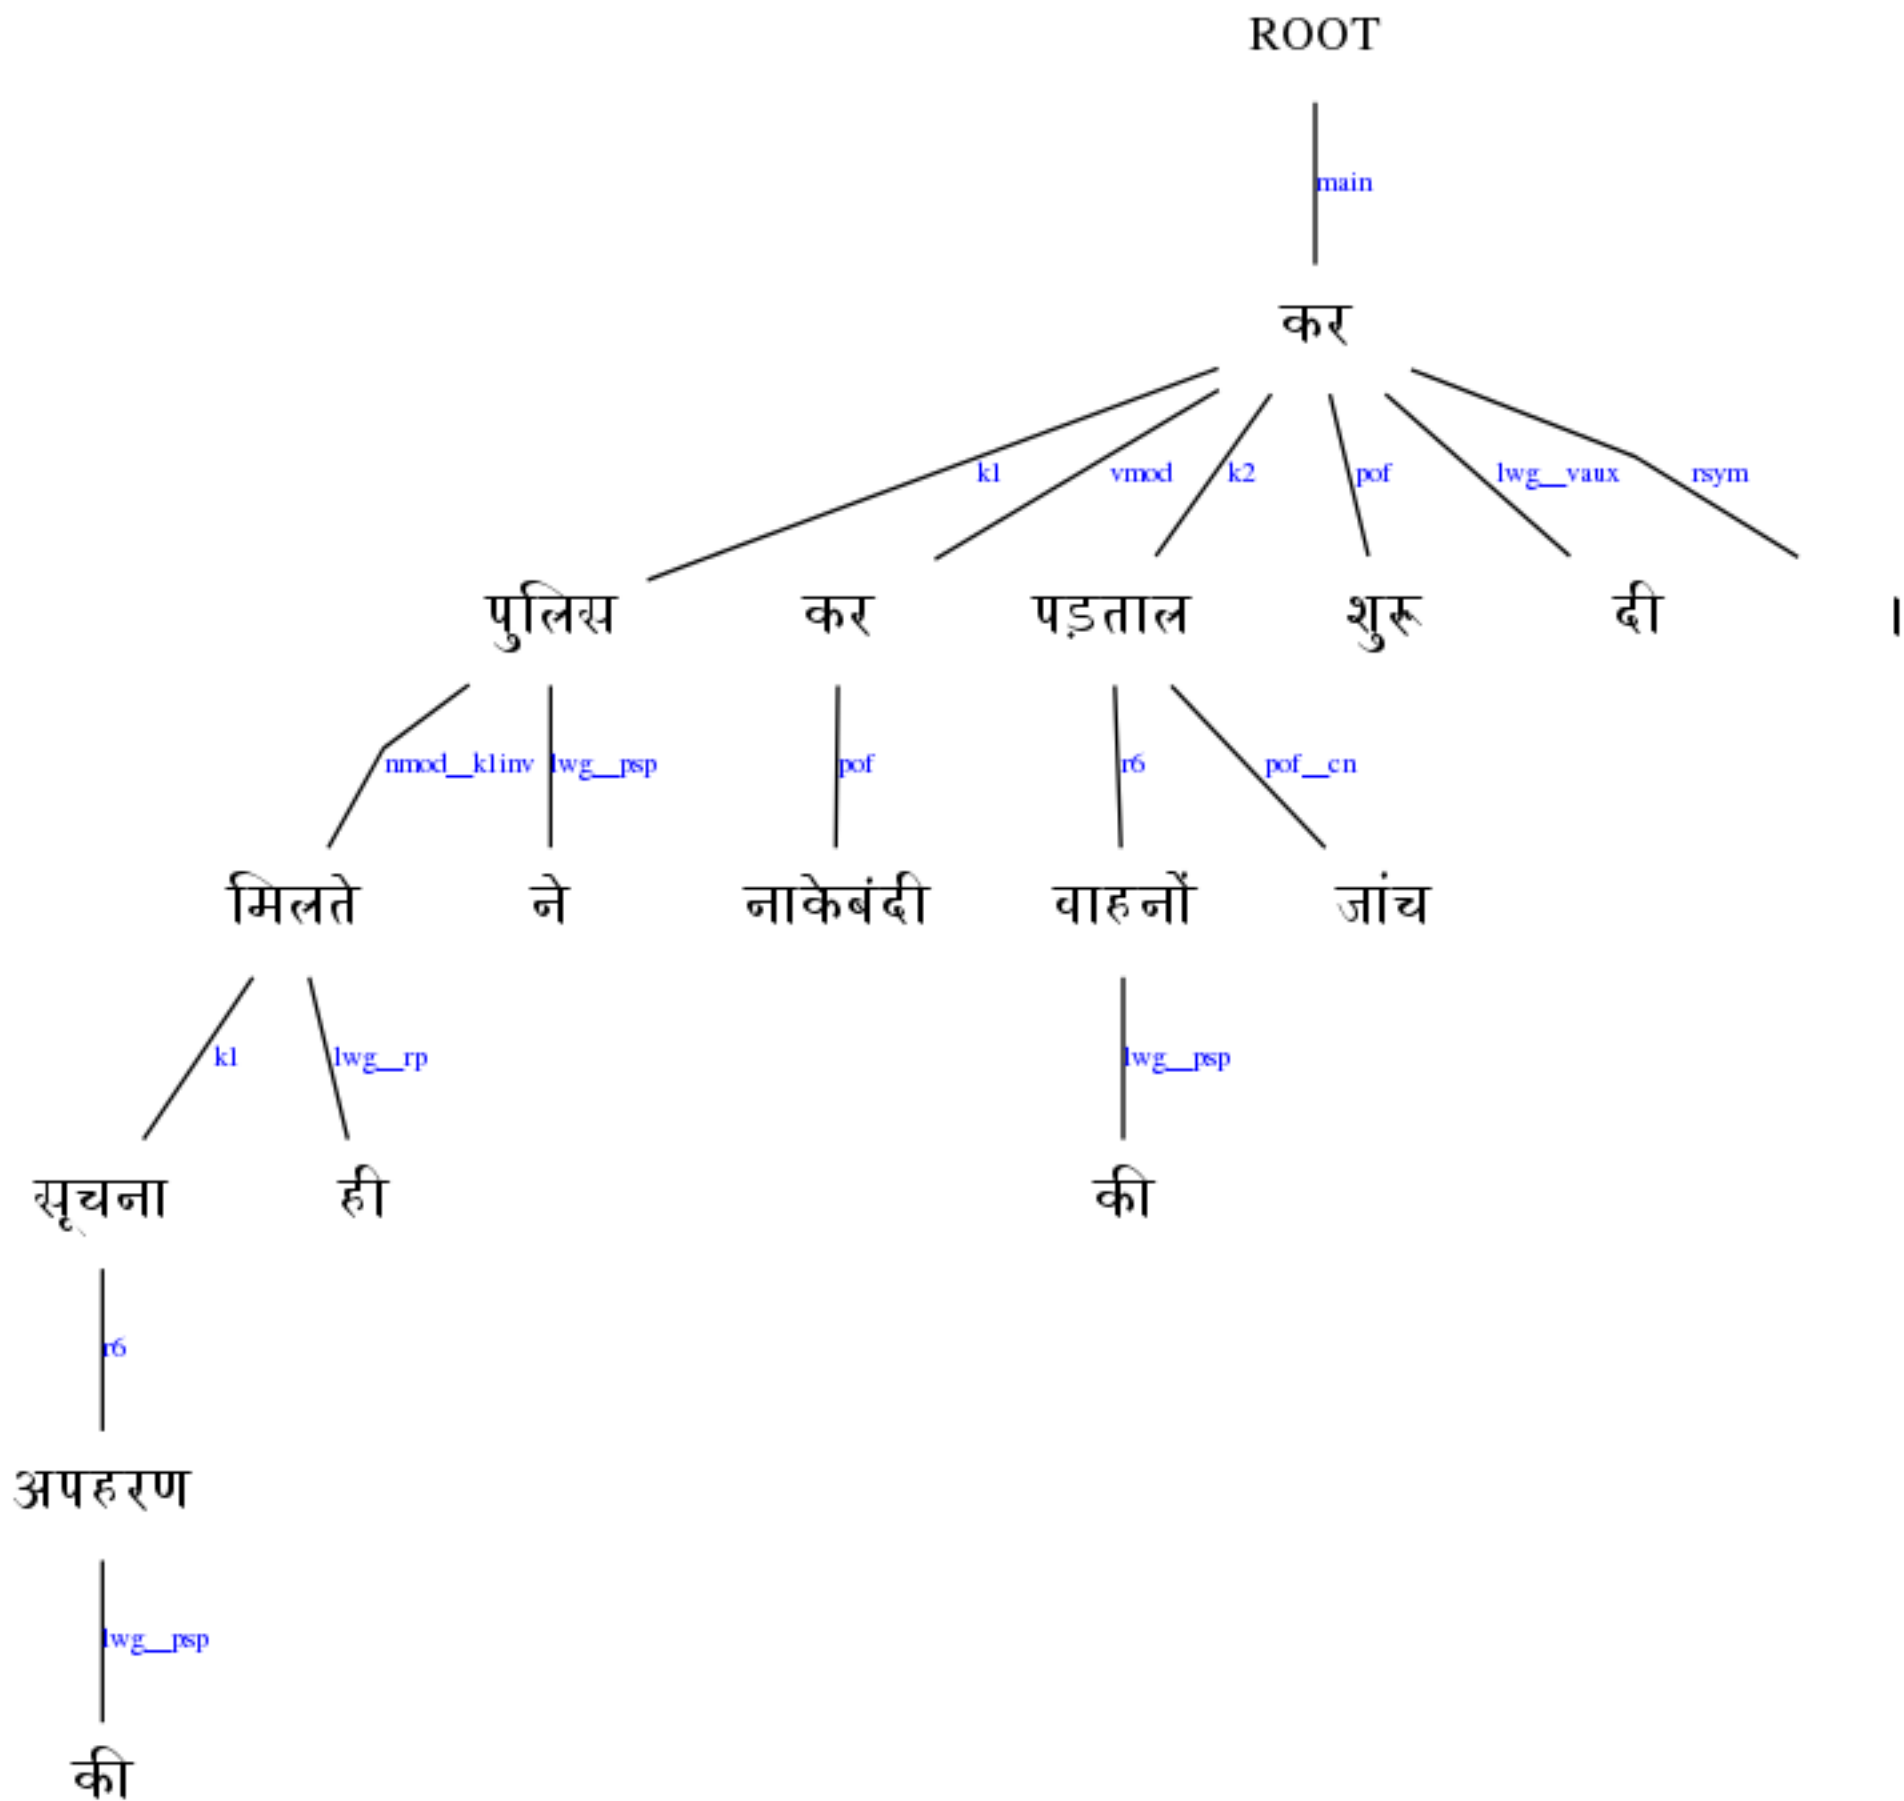 ROOT
main
कर
k1 vmod k2 pof lwg__vaux rsym
पुलिस कर पड़ताल शुरू दी ।
nmod__k1inv lwg__psp pof r6 pof__cn
मिलते ने नाकेबंदी वाहनों जांच
k1 lwg__rp lwg__psp
सूचना ही की
r6
अपहरण
lwg__psp
की